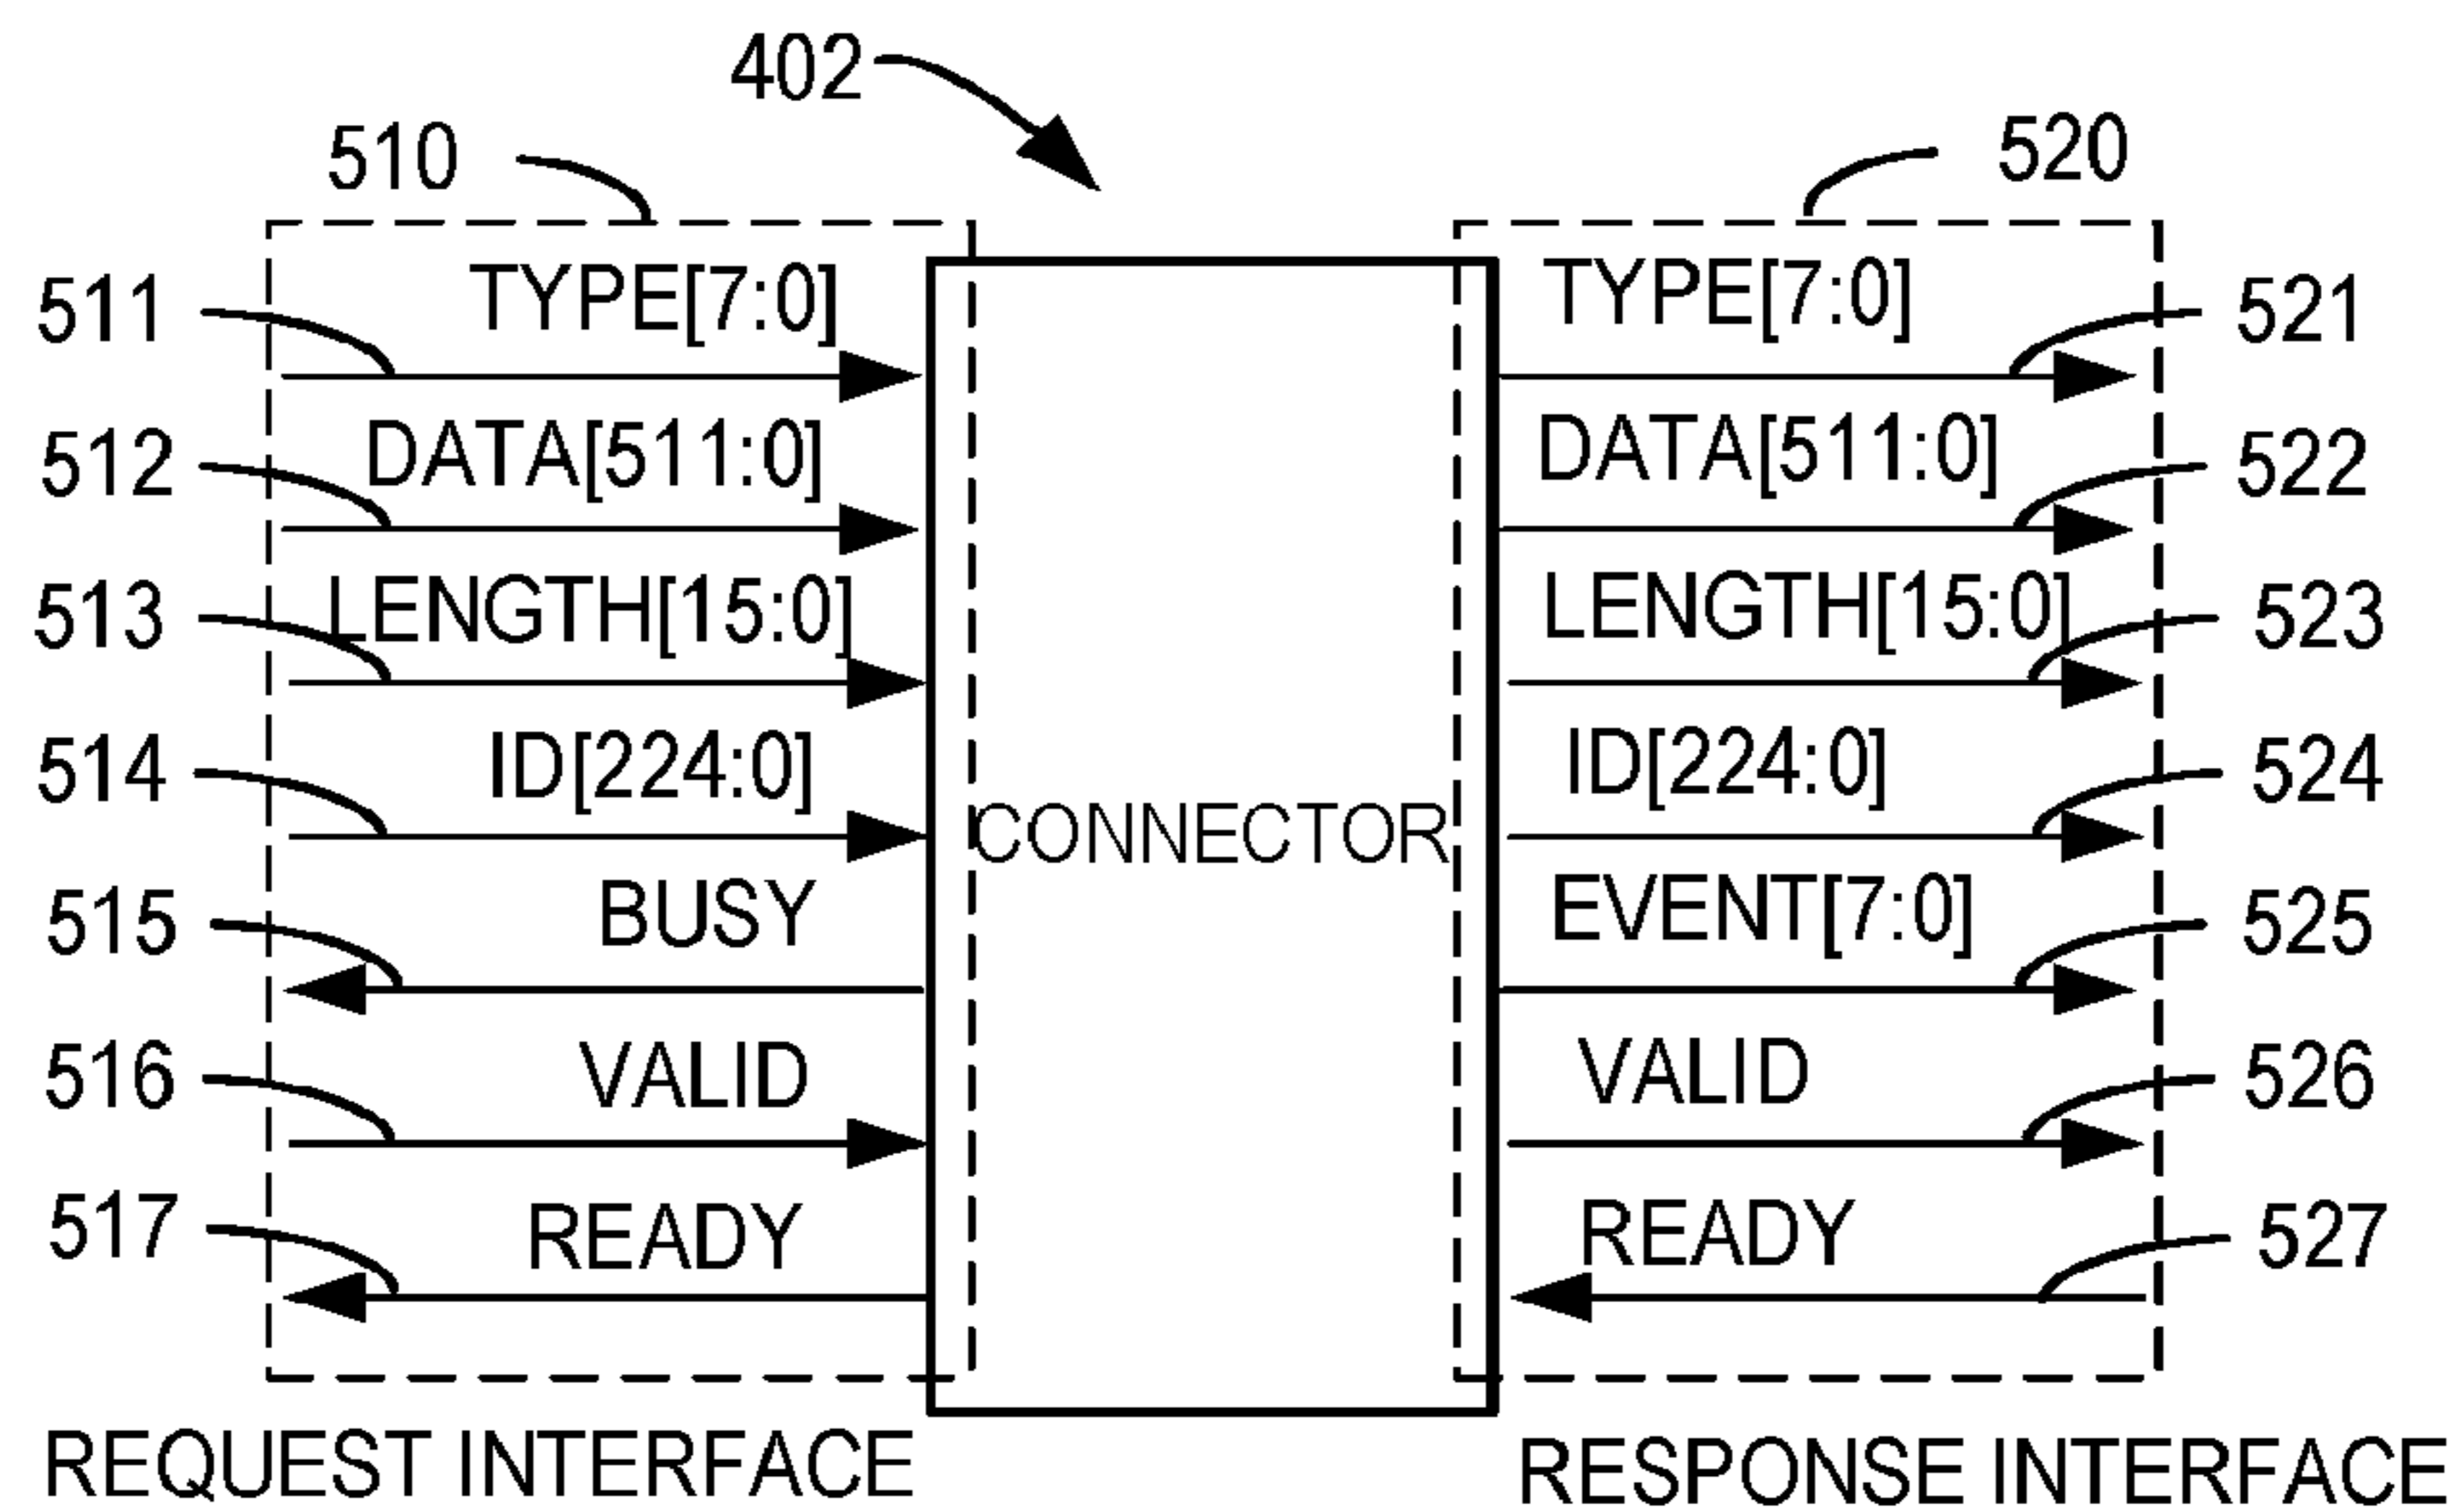 402
510
520
TYPE[7:0]
TYPE[7:0]
511
521
DATA[511:0]
DATA[511:0]
512
522
LENGTH[15:0]
LENGTH[15:0]
513
523
ID[224:0]
ID[224:0]
514
524
CONNECTOR
BUSY
EVENT[7:0]
515
525
VALID
VALID
516
526
READY
READY
517
527
REQUEST INTERFACE
RESPONSE INTERFACE